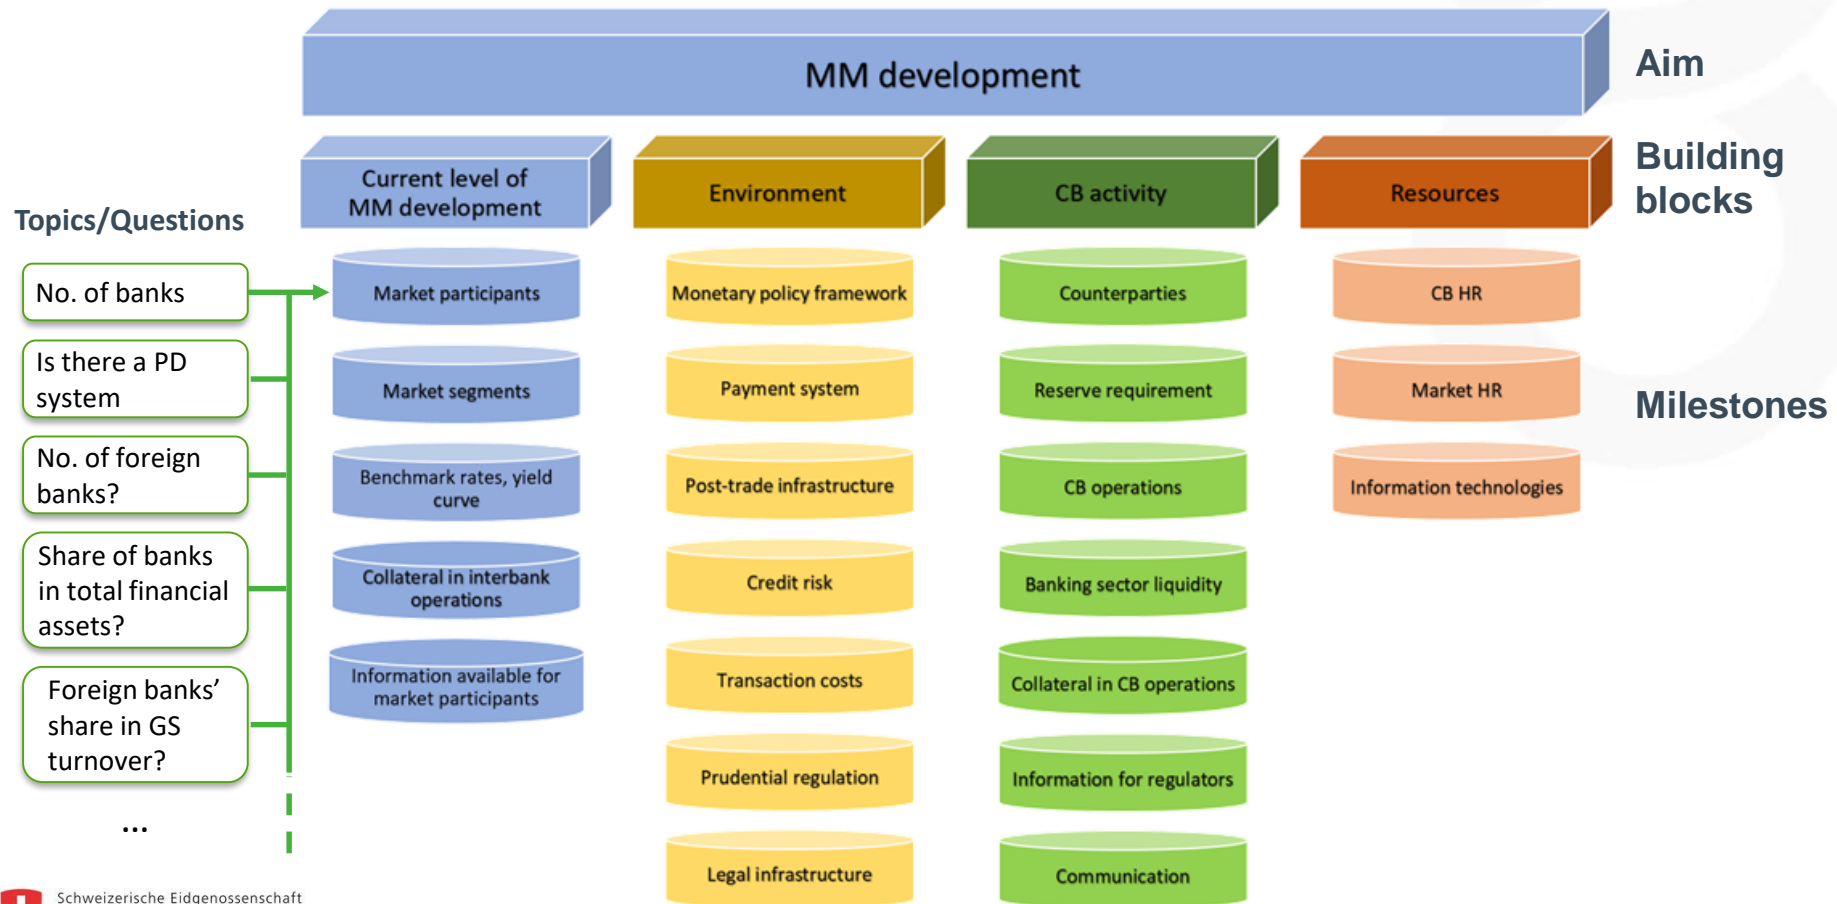 MM development
Aim
Current level of
MM development
Environment
CB activity
Resources
Building
blocks
Topics/Questions
No. of banks
Is there a PD
system
No. of foreign
banks?
Share of banks
in total financial
assets?
Foreign banks'
share in GS
turnover?
...
Market participants
Market segments
Benchmark rates, yield
curve
Collateral in interbank
operations
Information available for
market participants
Monetary policy framework
Payment system
Post-trade infrastructure
Credit risk
Transaction costs
Prudential regulation
Legal infrastructure
Counterparties
Reserve requirement
CB operations
Banking sector liquidity
Collateral in CB operations
Information for regulators
Communication
CB HR
Market HR
Information technologies
Milestones
Schweizerische Eidgenossenschaft